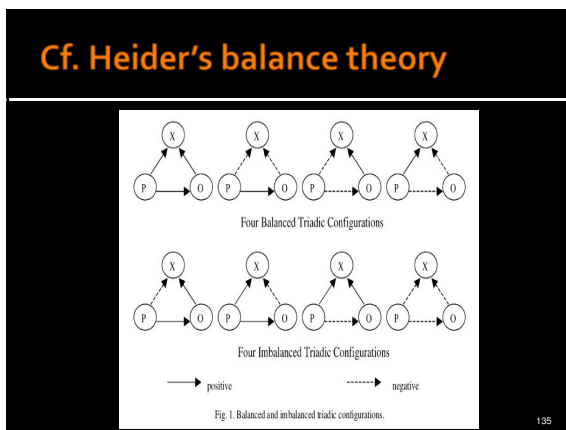 Cf. Heider's balance theory
X X X X
P O P O P O P O
Four Balanced Triadic Configurations
X X X X
P O P O P O P O
Four Imbalanced Triadic Configurations
positive negative
Fig. 1. Balanced and imbalanced triadic configurations.
135